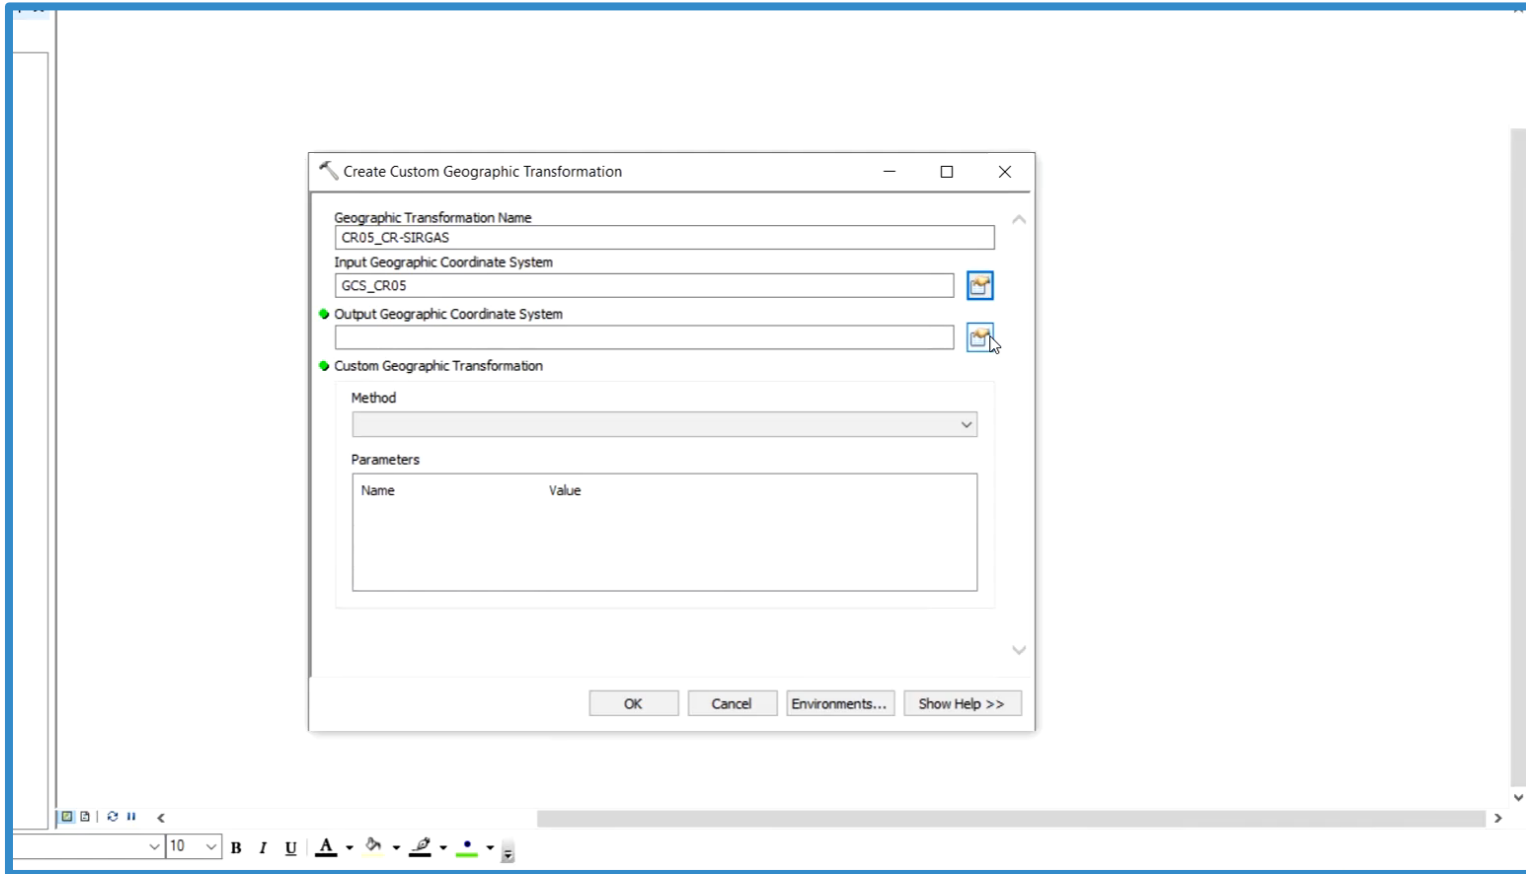 Create Custom Geographic Transformation
Geographic Transformation Name
CR05_CR-SIRGAS
Input Geographic Coordinate System
GCS_CR05
Output Geographic Coordinate System
Custom Geographic Transformation
Method
Parameters
Name Value
OK Cancel Environments... Show Help >>
10 B I U A